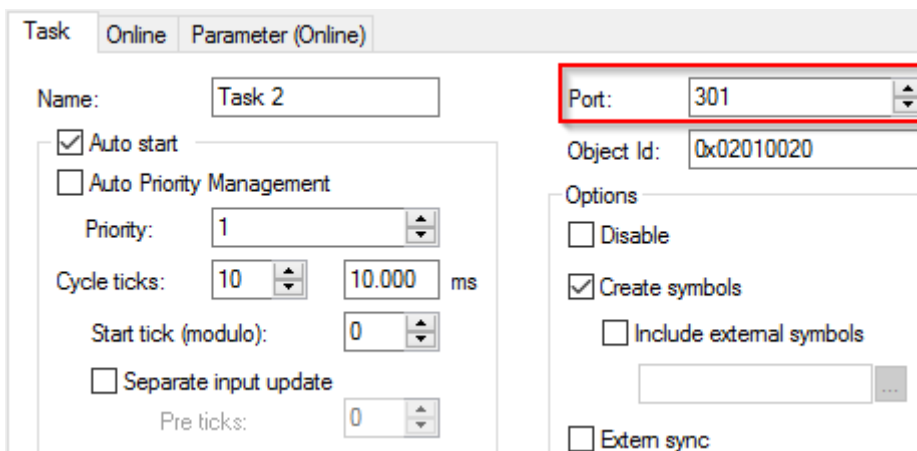 Task Online Parameter (Online)
Name: Task 2
Auto start
Auto Priority Management
Priority: 1
Cycle ticks: 10 10.000 ms
Start tick (modulo): 0
Separate input update
Pre ticks: 0
Port: 301
Object Id: 0x02010020
Options
Disable
Create symbols
Include external symbols
...
Extern sync